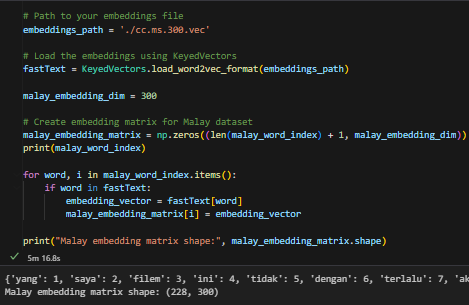 # Path to your embeddings file
embeddings_path = './cc.ms.300.vec'
# Load the embeddings using KeyedVectors
fastText = KeyedVectors.load_word2vec_format(embeddings_path)
malay_embedding_dim = 300
# Create embedding matrix for Malay dataset
malay_embedding_matrix = np.zeros((len(malay_word_index) + 1, malay_embedding_dim))
print(malay_word_index)
for word, i in malay_word_index.items():
if word in fastText:
embedding_vector = fastText[word]
malay_embedding_matrix[i] = embedding_vector
print("Malay embedding matrix shape:", malay_embedding_matrix.shape)
5m 16.8s
{'yang': 1, 'saya': 2, 'filem': 3, 'ini': 4, 'tidak': 5, 'dengan': 6, 'terlalu': 7, 'ak
Malay embedding matrix shape: (228, 300)